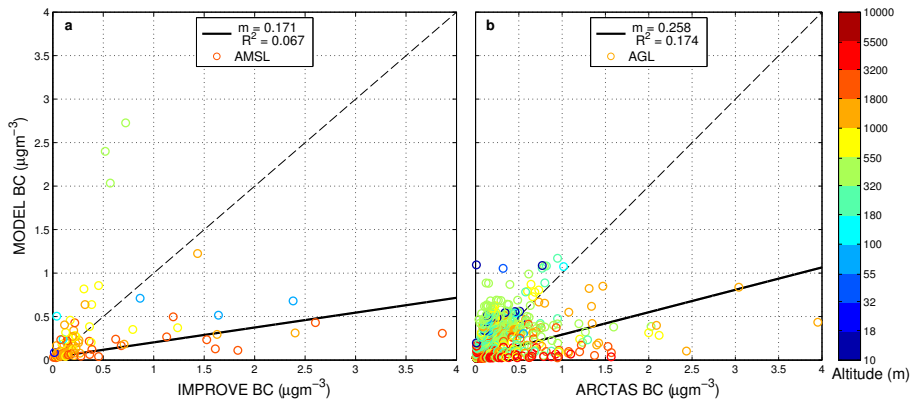 a
m = 0.171
R² = 0.067
AMSL
b
m = 0.258
R² = 0.174
AGL
MODEL BC (μgm⁻³)
4
3.5
3
2.5
2
1.5
1
0.5
0
0 0.5 1 1.5 2 2.5 3 3.5 4
IMPROVE BC (μgm⁻³)
0 0.5 1 1.5 2 2.5 3 3.5 4
ARCTAS BC (μgm⁻³)
10000
5500
3200
1800
1000
550
320
180
100
55
32
18
10
Altitude (m)